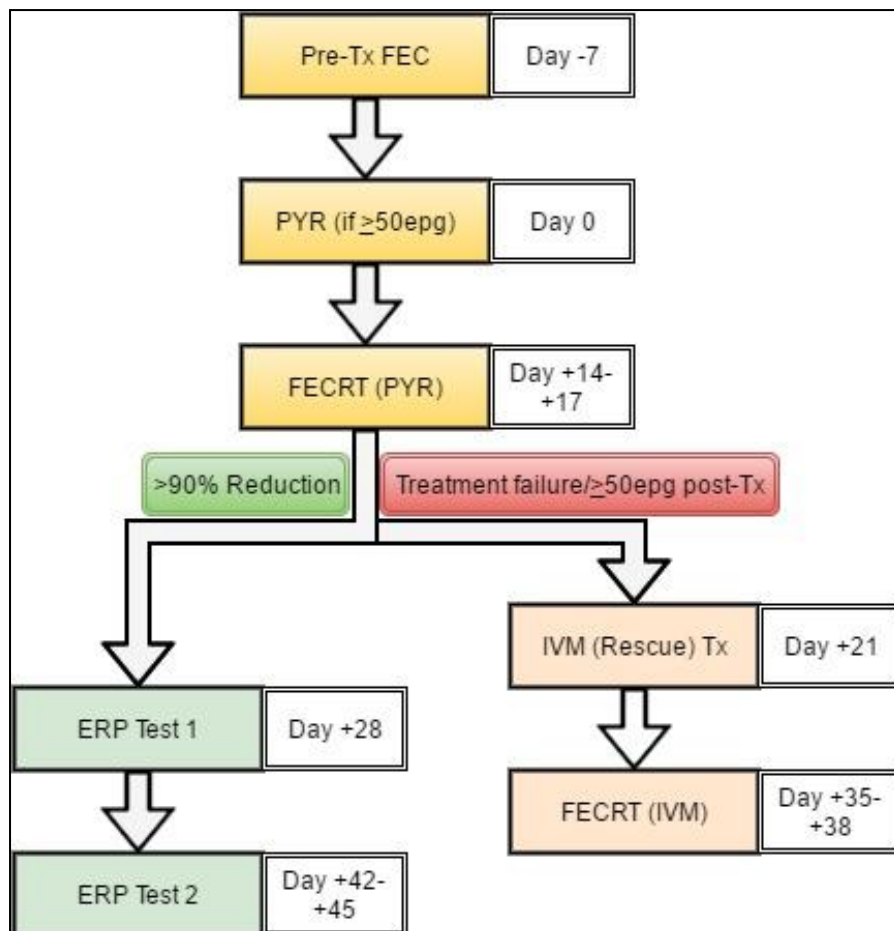 Pre-Tx FEC
Day -7
PYR (if ≥50epg)
Day 0
FECRT (PYR)
Day +14-
+17
>90% Reduction
Treatment failure/≥50epg post-Tx
IVM (Rescue) Tx
Day +21
ERP Test 1
Day +28
FECRT (IVM)
Day +35-
+38
ERP Test 2
Day +42-
+45